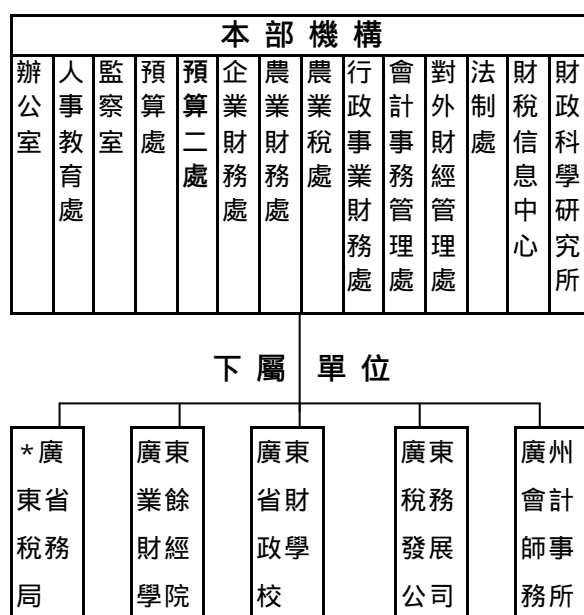 本部機構
辦公室
人事教育處
監察室
預算處
預算二處
企業財務處
農業財務處
農業稅處
行政事業財務處
會計事務管理處
對外財經管理處
法制處
財稅信息中心
財政科學研究所
下屬單位
*廣
東省
稅務
局
廣東
業餘
財經
學院
廣東
省財
政學
校
廣東
稅務
發展
公司
廣州
會計
師事
務所